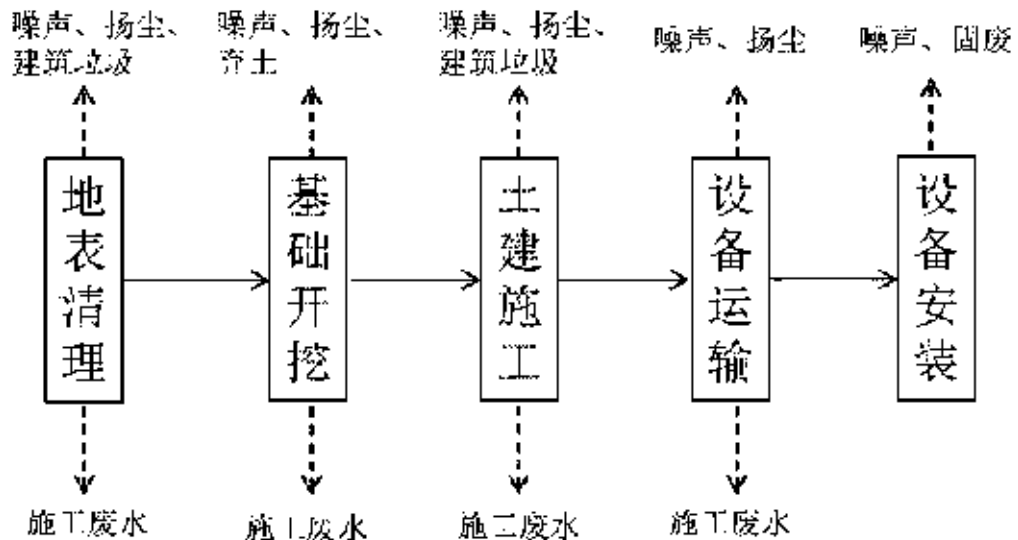 噪声、扬尘、
建筑垃圾
噪声、扬尘、
弃土
噪声、扬尘、
建筑垃圾
噪声、扬尘
噪声、固废
地表清理
基础开挖
土建施工
设备运输
设备安装
施工废水
施工废水
施工废水
施工废水